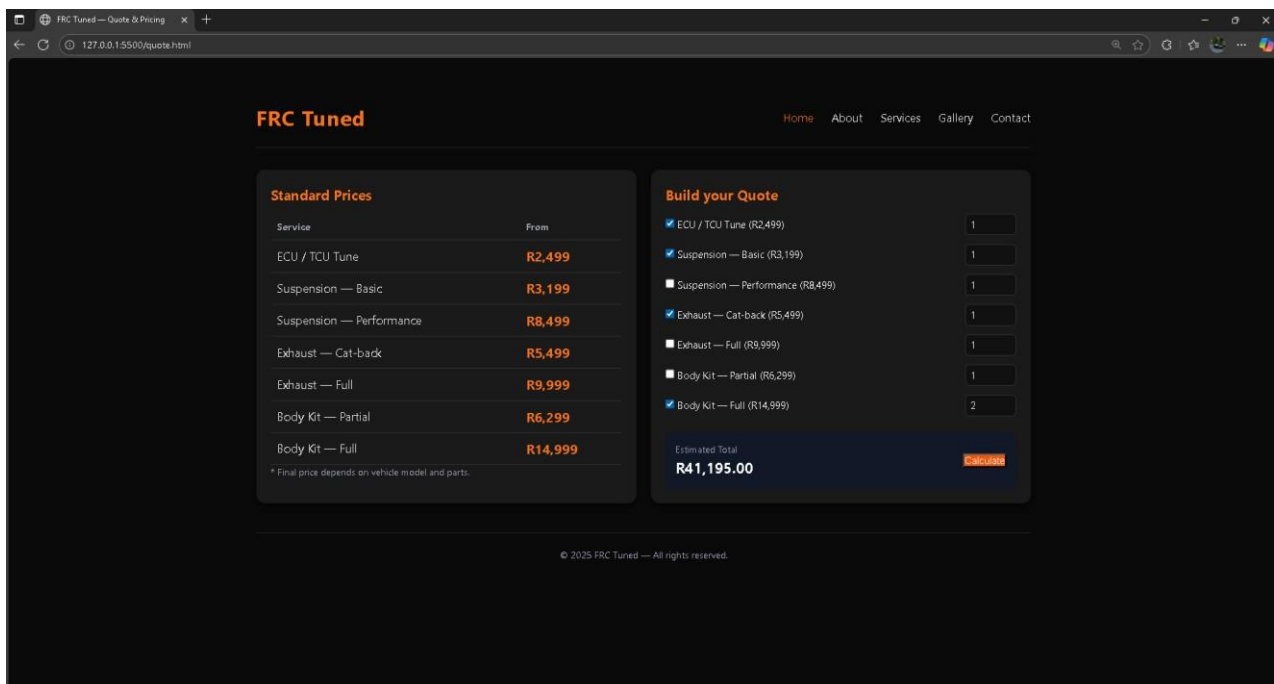 FRC Tuned — Quote & Pricing
127.0.0.1:5500/quote.html
FRC Tuned
Home About Services Gallery Contact
Standard Prices
Service From
ECU / TCU Tune R2,499
Suspension — Basic R3,199
Suspension — Performance R8,499
Exhaust — Cat-back R5,499
Exhaust — Full R9,999
Body Kit — Partial R6,299
Body Kit — Full R14,999
* Final price depends on vehicle model and parts.
Build your Quote
ECU / TCU Tune (R2,499) 1
Suspension — Basic (R3,199) 1
Suspension — Performance (R8,499) 1
Exhaust — Cat-back (R5,499) 1
Exhaust — Full (R9,999) 1
Body Kit — Partial (R6,299) 1
Body Kit — Full (R14,999) 2
Estimated Total
R41,195.00
Calculate
© 2025 FRC Tuned — All rights reserved.